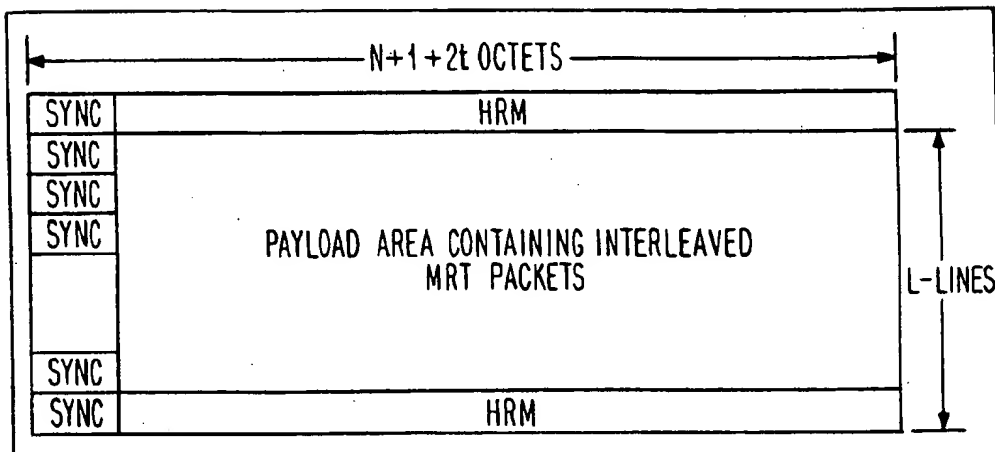 N+1+2t OCTETS
SYNC HRM
SYNC
SYNC
SYNC
PAYLOAD AREA CONTAINING INTERLEAVED
MRT PACKETS
L-LINES
SYNC
SYNC HRM